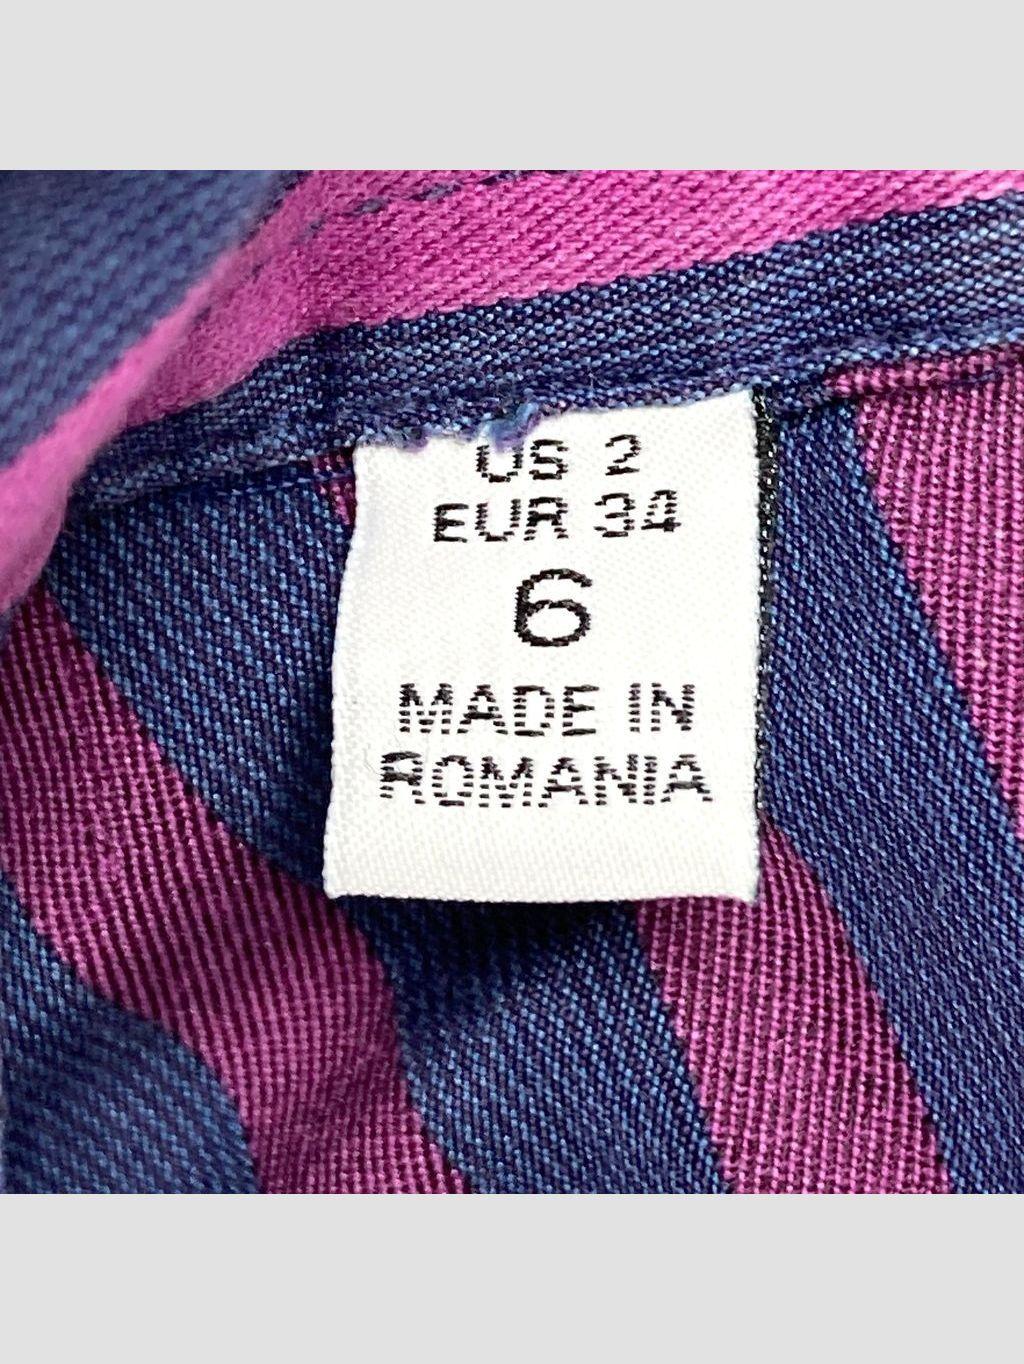 US 2
EUR 34
6
MADE IN
ROMANIA